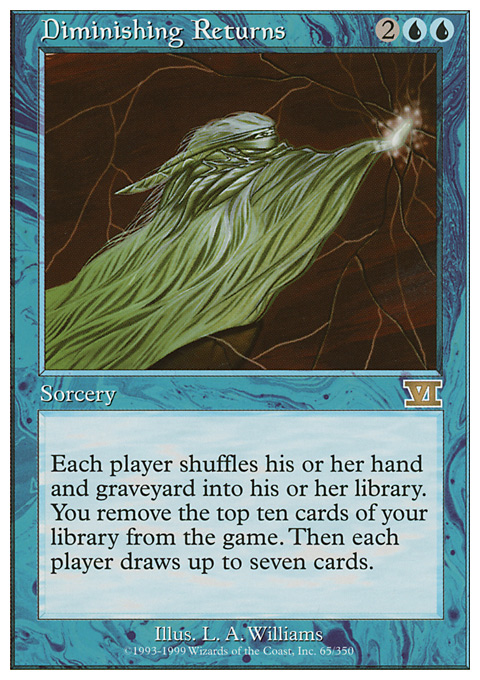 Diminishing Returns 2
Sorcery VI
Each player shuffles his or her hand
and graveyard into his or her library.
You remove the top ten cards of your
library from the game. Then each
player draws up to seven cards.
Illus. L. A. Williams
©1993-1999 Wizards of the Coast, Inc. 65/350